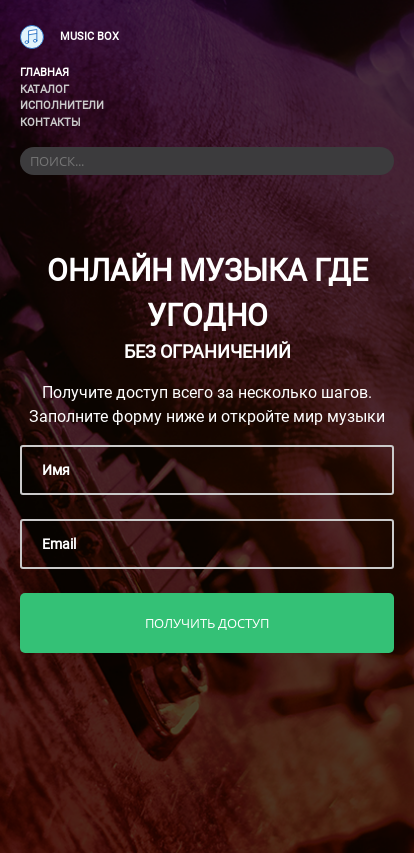 MUSIC BOX
ГЛАВНАЯ
КАТАЛОГ
ИСПОЛНИТЕЛИ
КОНТАКТЫ
ПОИСК...
ОНЛАЙН МУЗЫКА ГДЕ
УГОДНО
БЕЗ ОГРАНИЧЕНИЙ
Получите доступ всего за несколько шагов.
Заполните форму ниже и откройте мир музыки
Имя
Email
ПОЛУЧИТЬ ДОСТУП